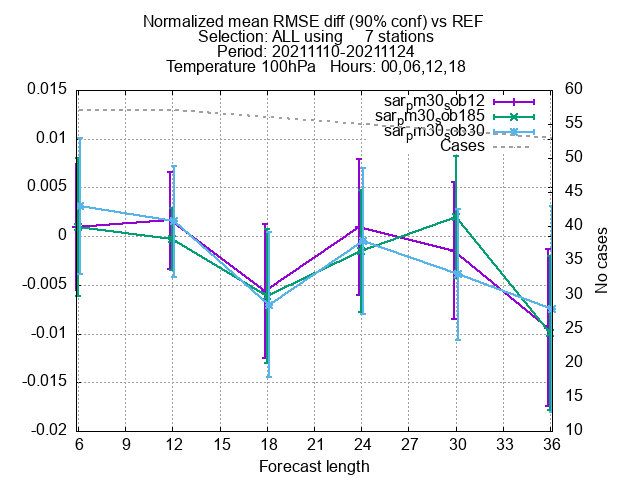 Normalized mean RMSE diff (90% conf) vs REF
Selection: ALL using 7 stations
Period: 20211110-20211124
Temperature 100hPa Hours: 00,06,12,18
sarpm30sob12
sarpm30sob185
sarpm30sob30
Cases
0.015
0.01
0.005
0
-0.005
-0.01
-0.015
-0.02
60
55
50
45
40
35
30
25
20
15
10
No cases
6 9 12 15 18 21 24 27 30 33 36
Forecast length